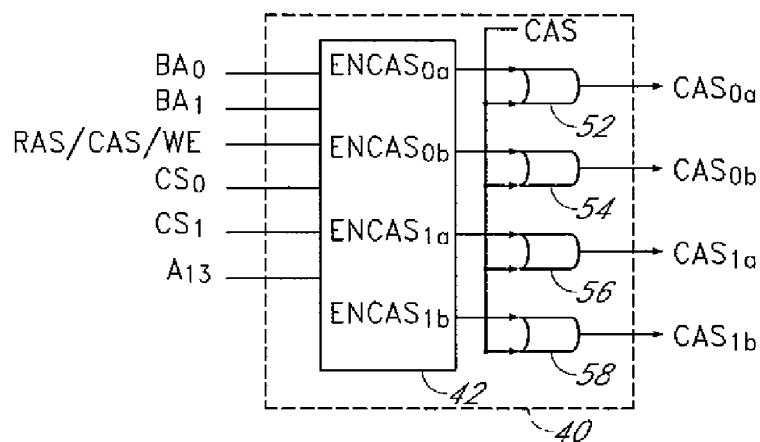 CAS
BA0
ENCAS0a
CAS0a
BA1
52
RAS/CAS/WE
ENCAS0b
CAS0b
CS0
54
CS1
ENCAS1a
CAS1a
A13
56
ENCAS1b
CAS1b
58
42
40